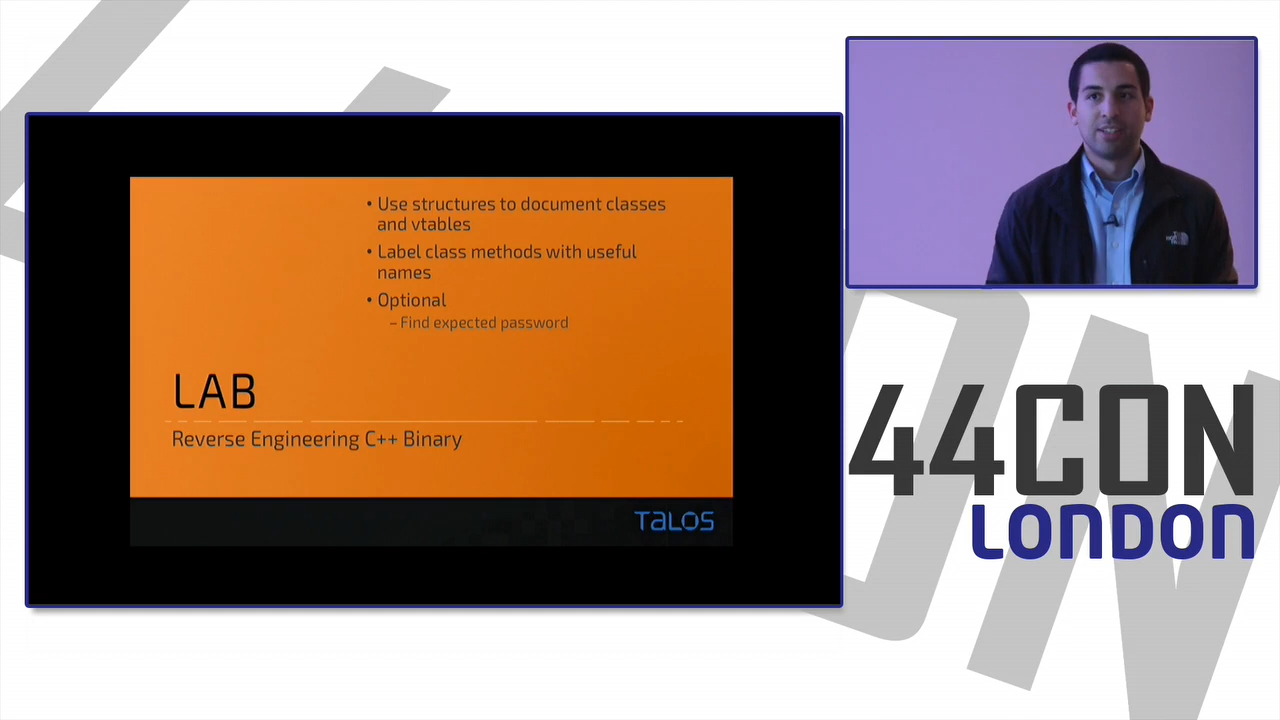 • Use structures to document classes
and vtables
• Label class methods with useful
names
• Optional
– Find expected password
LAB
Reverse Engineering C++ Binary
TALOS
44CON
LONDON